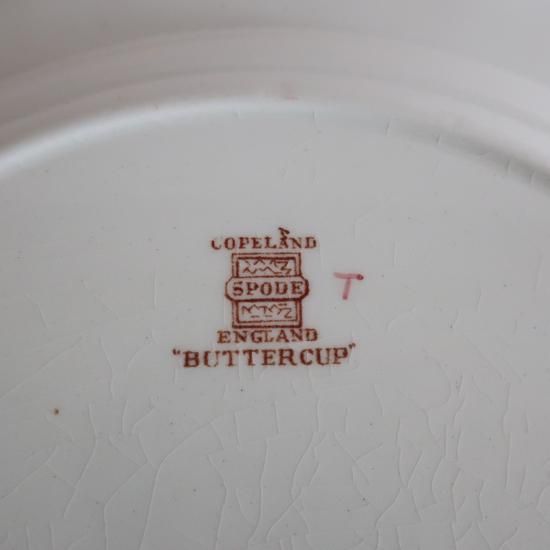 COPELAND
SPODE
ENGLAND
"BUTTERCUP"
T